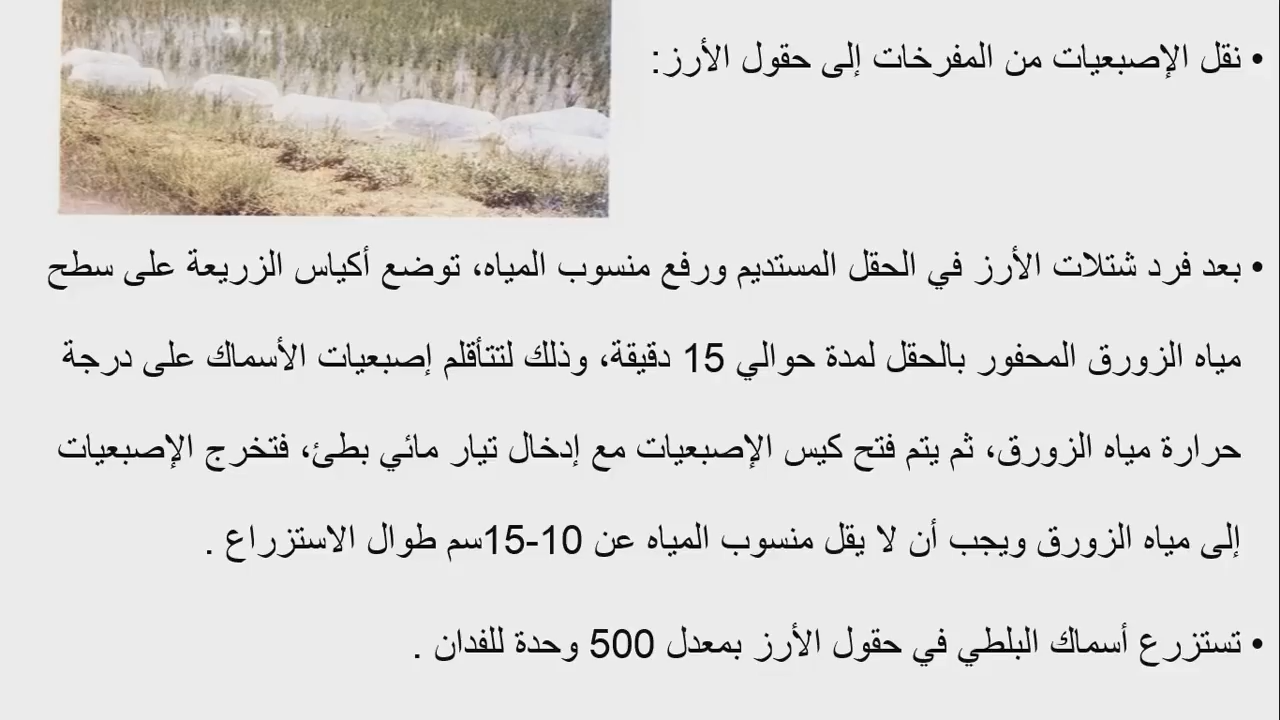 • نقل الإصبعيات من المفرخات إلى حقول الأرز:
• بعد فرد شتلات الأرز في الحقل المستديم ورفع منسوب المياه، توضع أكياس الزريعة على سطح
مياه الزورق المحفور بالحقل لمدة حوالي 15 دقيقة، وذلك لتتأقلم إصبعيات الأسماك على درجة
حرارة مياه الزورق، ثم يتم فتح كيس الإصبعيات مع إدخال تيار مائي بطئ، فتخرج الإصبعيات
إلى مياه الزورق ويجب أن لا يقل منسوب المياه عن 10-15سم طوال الاستزراع .
• تستزرع أسماك البلطي في حقول الأرز بمعدل 500 وحدة للفدان .